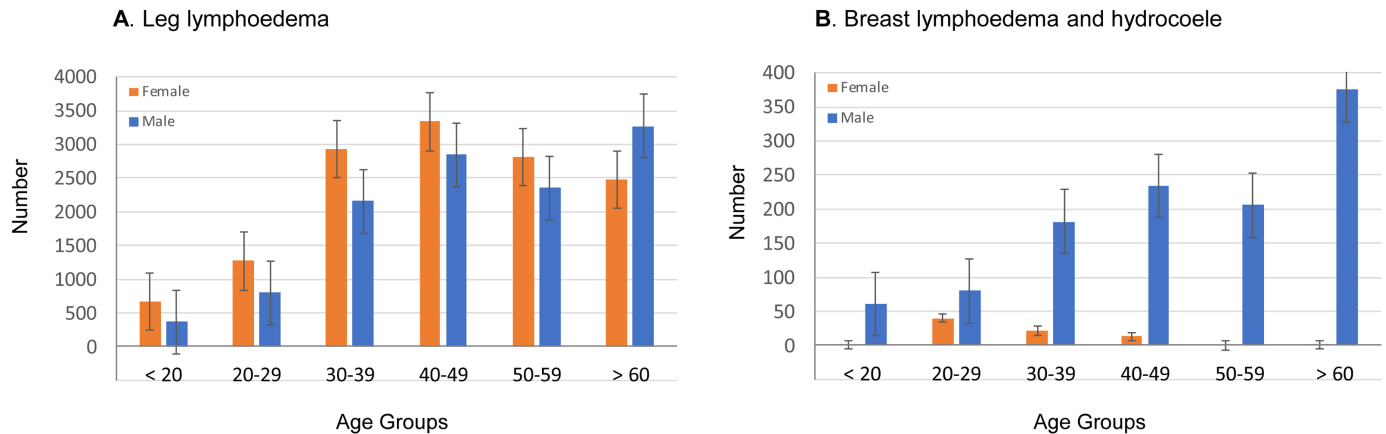 A. Leg lymphoedema
Number
4000
3500
3000
2500
2000
1500
1000
500
0
Female
Male
< 20 20-29 30-39 40-49 50-59 > 60
Age Groups
B. Breast lymphoedema and hydrocoele
Number
400
350
300
250
200
150
100
50
0
Female
Male
< 20 20-29 30-39 40-49 50-59 > 60
Age Groups